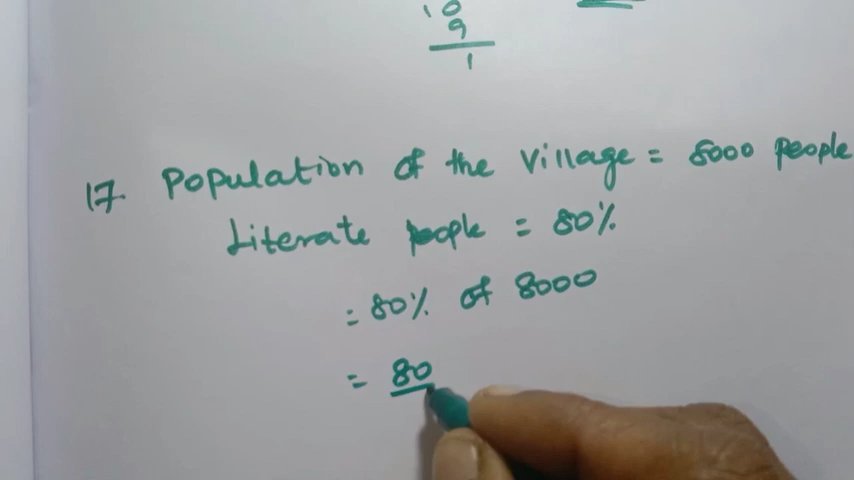 10
9
1
17. Population of the village = 8000 people
Literate people = 80%
= 80% of 8000
= 80